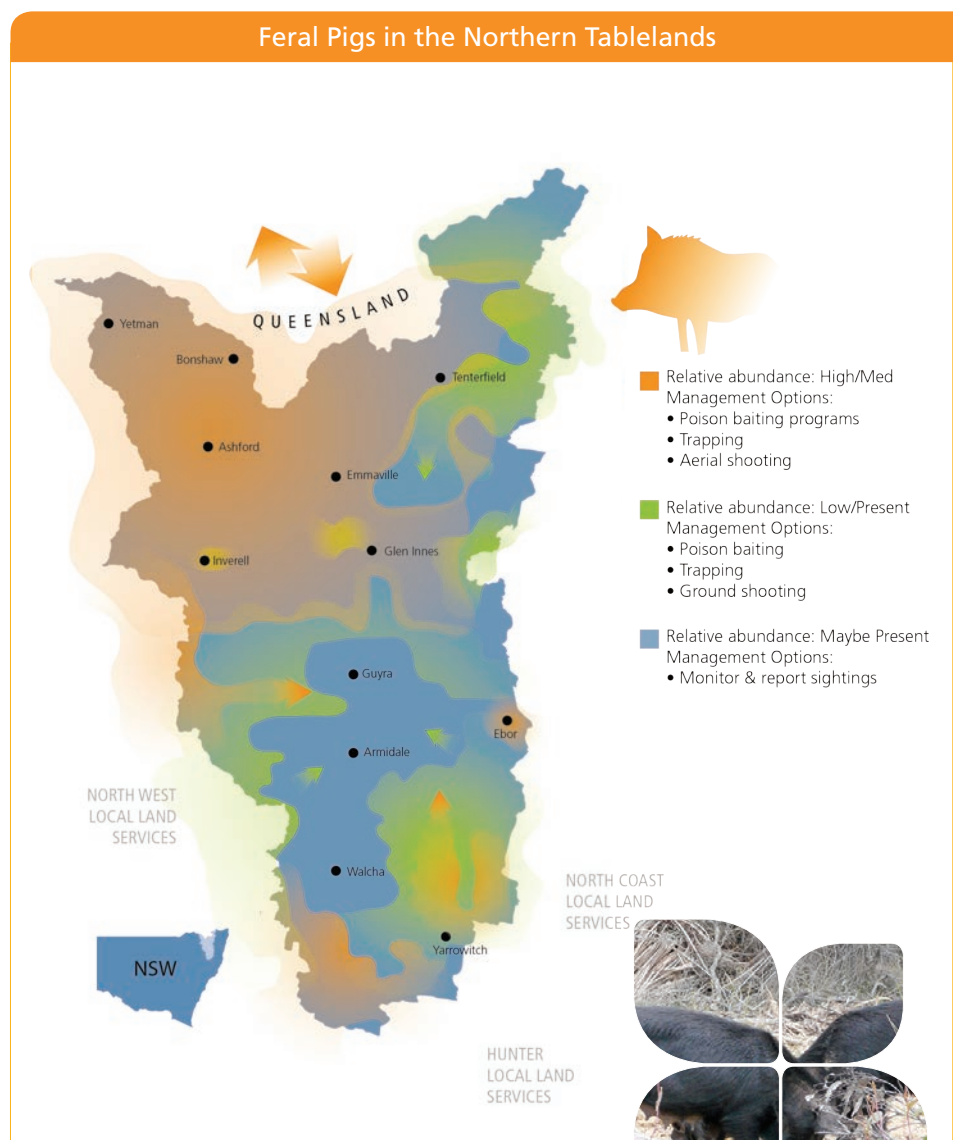 Feral Pigs in the Northern Tablelands
QUEENSLAND
Yetman
Bonshaw
Tenterfield
Ashford
Emmaville
Glen Innes
Inverell
Guyra
Ebor
Armidale
Walcha
Yarrowitch
NORTH WEST
LOCAL LAND
SERVICES
NORTH COAST
LOCAL LAND
SERVICES
NSW
HUNTER
LOCAL LAND
SERVICES
Relative abundance: High/Med
Management Options:
• Poison baiting programs
• Trapping
• Aerial shooting
Relative abundance: Low/Present
Management Options:
• Poison baiting
• Trapping
• Ground shooting
Relative abundance: Maybe Present
Management Options:
• Monitor & report sightings